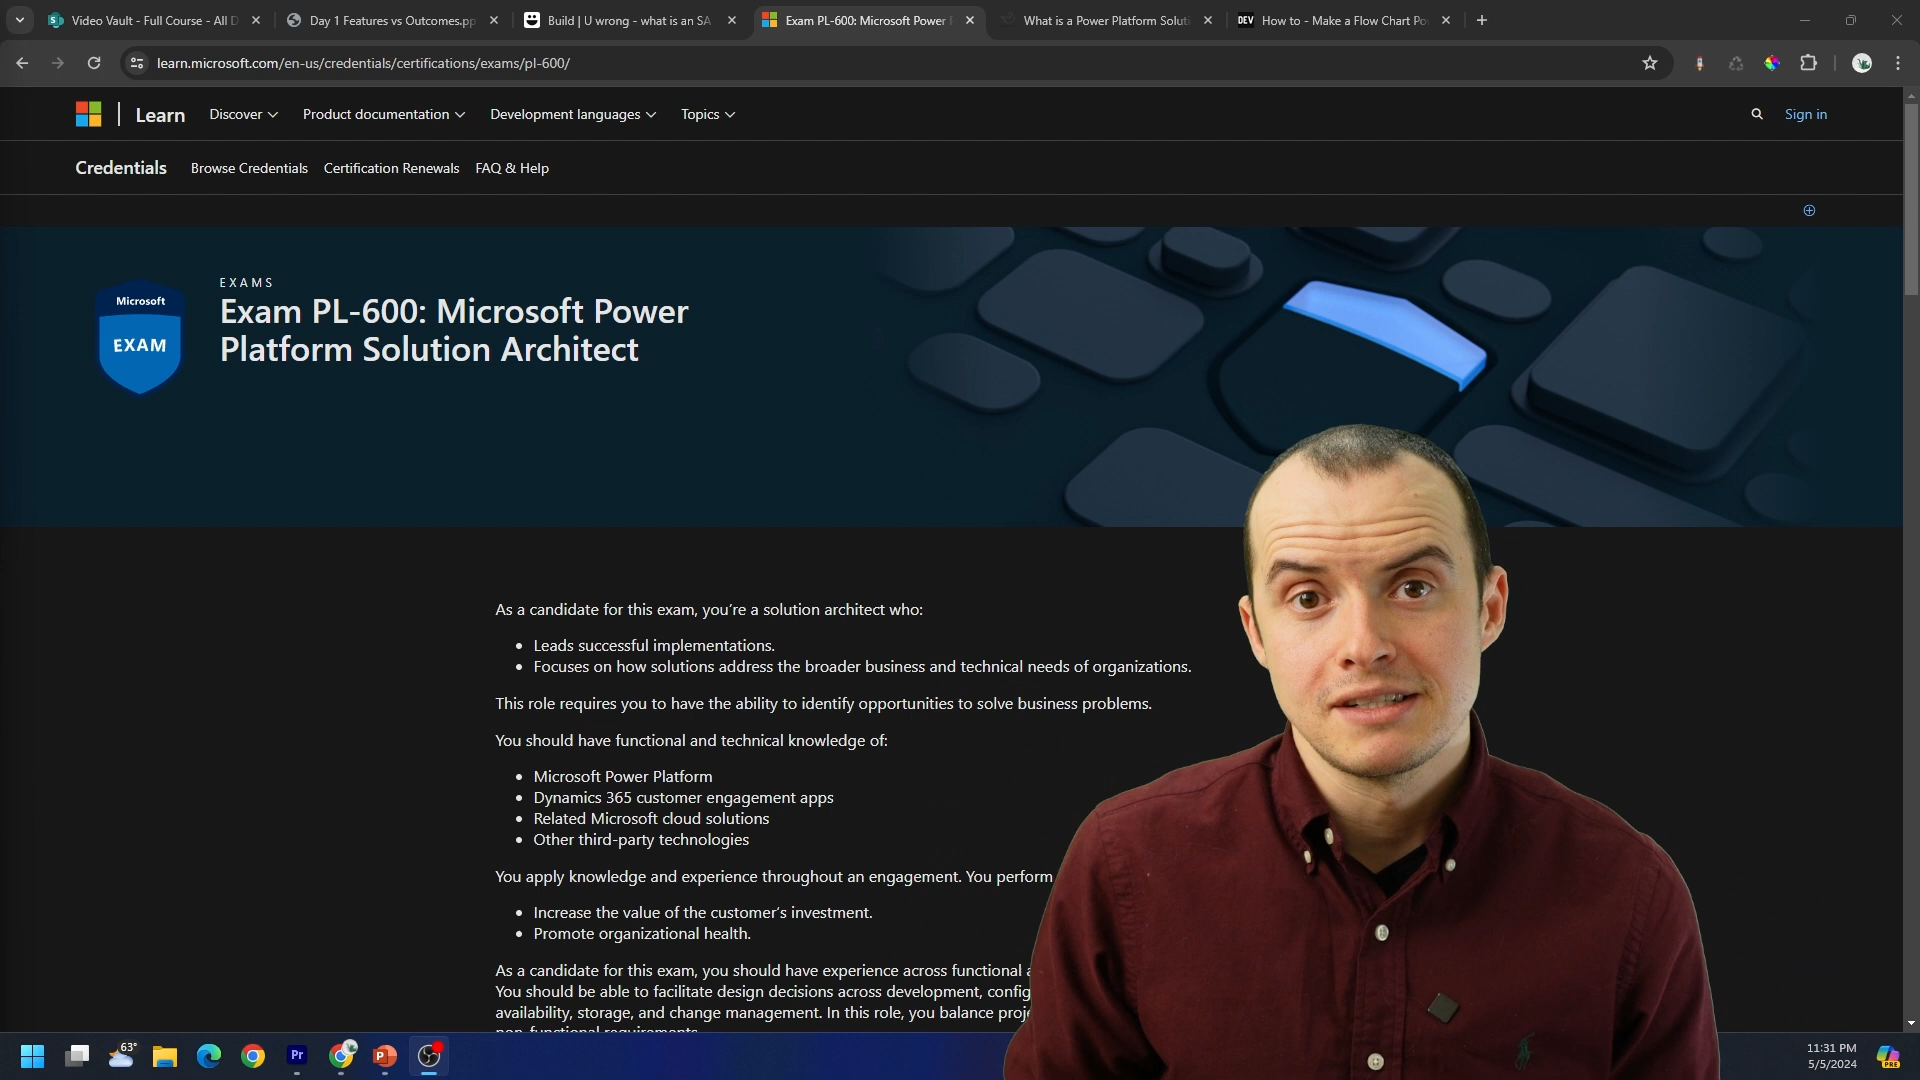 Video Vault - Full Course - All D
Day 1 Features vs Outcomes.pp
Build | U wrong - what is an SA
Exam PL-600: Microsoft Power
What is a Power Platform Soluti
DEV
How to - Make a Flow Chart Po
learn.microsoft.com/en-us/credentials/certifications/exams/pl-600/
Learn
Discover
Product documentation
Development languages
Topics
Sign in
Credentials
Browse Credentials
Certification Renewals
FAQ & Help
Microsoft
EXAM
EXAMS
Exam PL-600: Microsoft Power
Platform Solution Architect
As a candidate for this exam, you’re a solution architect who:
• Leads successful implementations.
• Focuses on how solutions address the broader business and technical needs of organizations.
This role requires you to have the ability to identify opportunities to solve business problems.
You should have functional and technical knowledge of:
• Microsoft Power Platform
• Dynamics 365 customer engagement apps
• Related Microsoft cloud solutions
• Other third-party technologies
You apply knowledge and experience throughout an engagement. You perform
• Increase the value of the customer’s investment.
• Promote organizational health.
As a candidate for this exam, you should have experience across functional a
You should be able to facilitate design decisions across development, config
availability, storage, and change management. In this role, you balance proje
non-functional requirements
63°
Pr
P
11:31 PM
5/5/2024
PRE